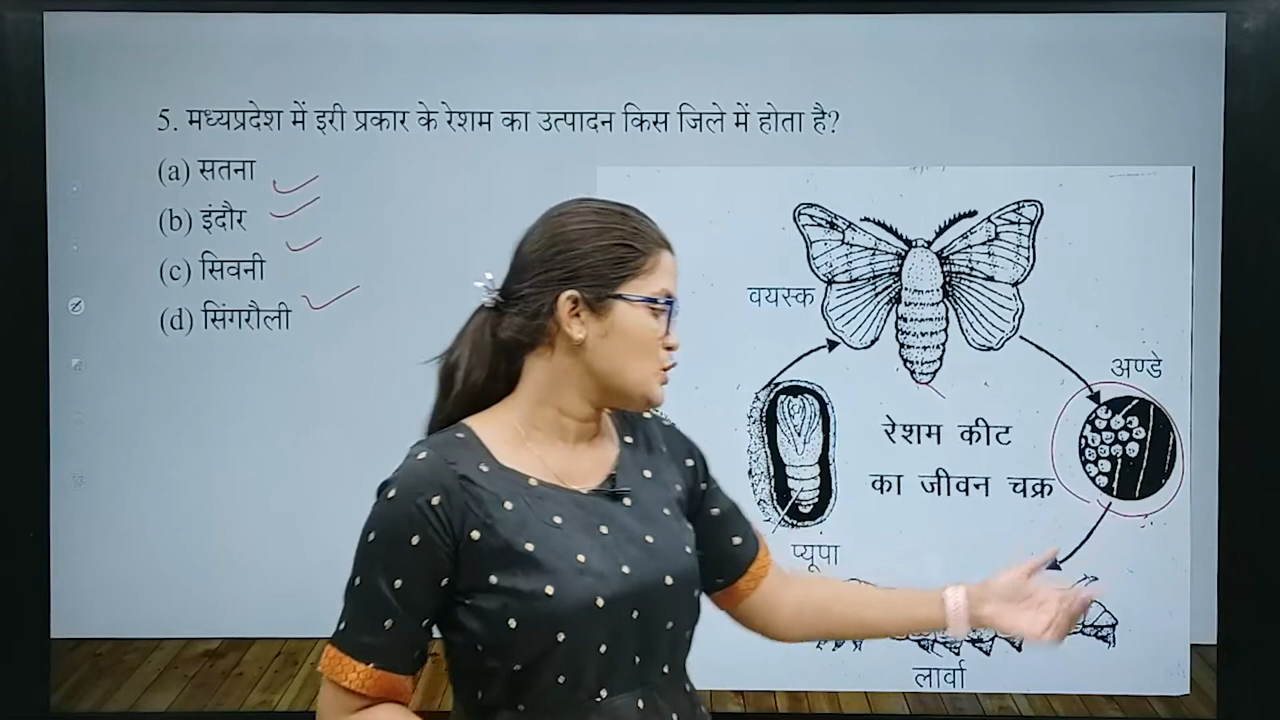 5. मध्यप्रदेश में इरी प्रकार के रेशम का उत्पादन किस जिले में होता है?
(a) सतना
(b) इंदौर
(c) सिवनी
(d) सिंगरौली
वयस्क
अण्डे
रेशम कीट
का जीवन चक्र
प्यूपा
लार्वा